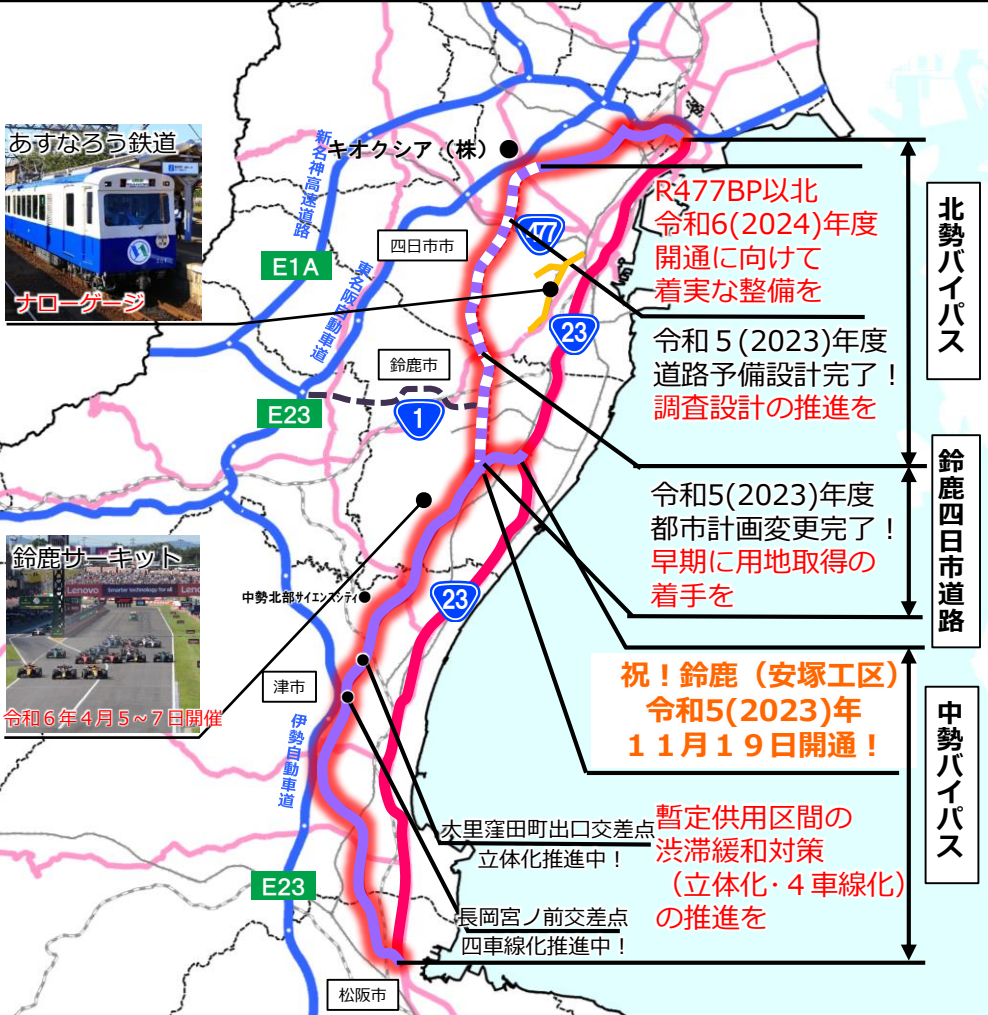 あすなろう鉄道
ナローゲージ
新名神高速道路
キオクシア（株）
四日市市
477
E1A
東名阪自動車道
23
鈴鹿市
E23
1
R477BP以北
令和6(2024)年度
開通に向けて
着実な整備を
令和５(2023)年度
道路予備設計完了！
調査設計の推進を
北勢バイパス
令和5(2023)年度
都市計画変更完了！
早期に用地取得の
着手を
鈴鹿四日市道路
鈴鹿サーキット
Lenovo
Smarter technology for all
令和６年４月５~７日開催
中勢北部サイエンスシティ
23
津市
伊勢自動車道
祝！鈴鹿（安塚工区）
令和5(2023)年
１１月１９日開通！
中勢バイパス
大里窪田町出口交差点
立体化推進中！
暫定供用区間の
渋滞緩和対策
（立体化･４車線化）
の推進を
E23
長岡宮ノ前交差点
四車線化推進中！
松阪市